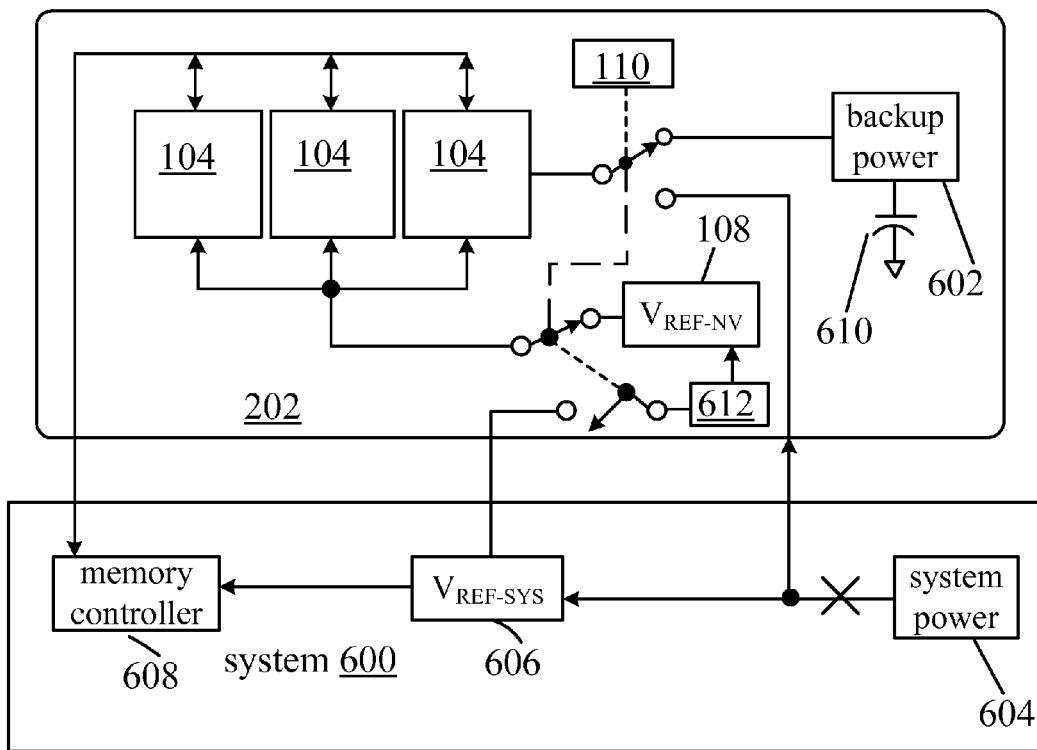 110
104
104
104
backup
power
108
602
610
V_REF-NV
612
202
memory
controller
V_REF-SYS
system
power
608
system 600
606
604